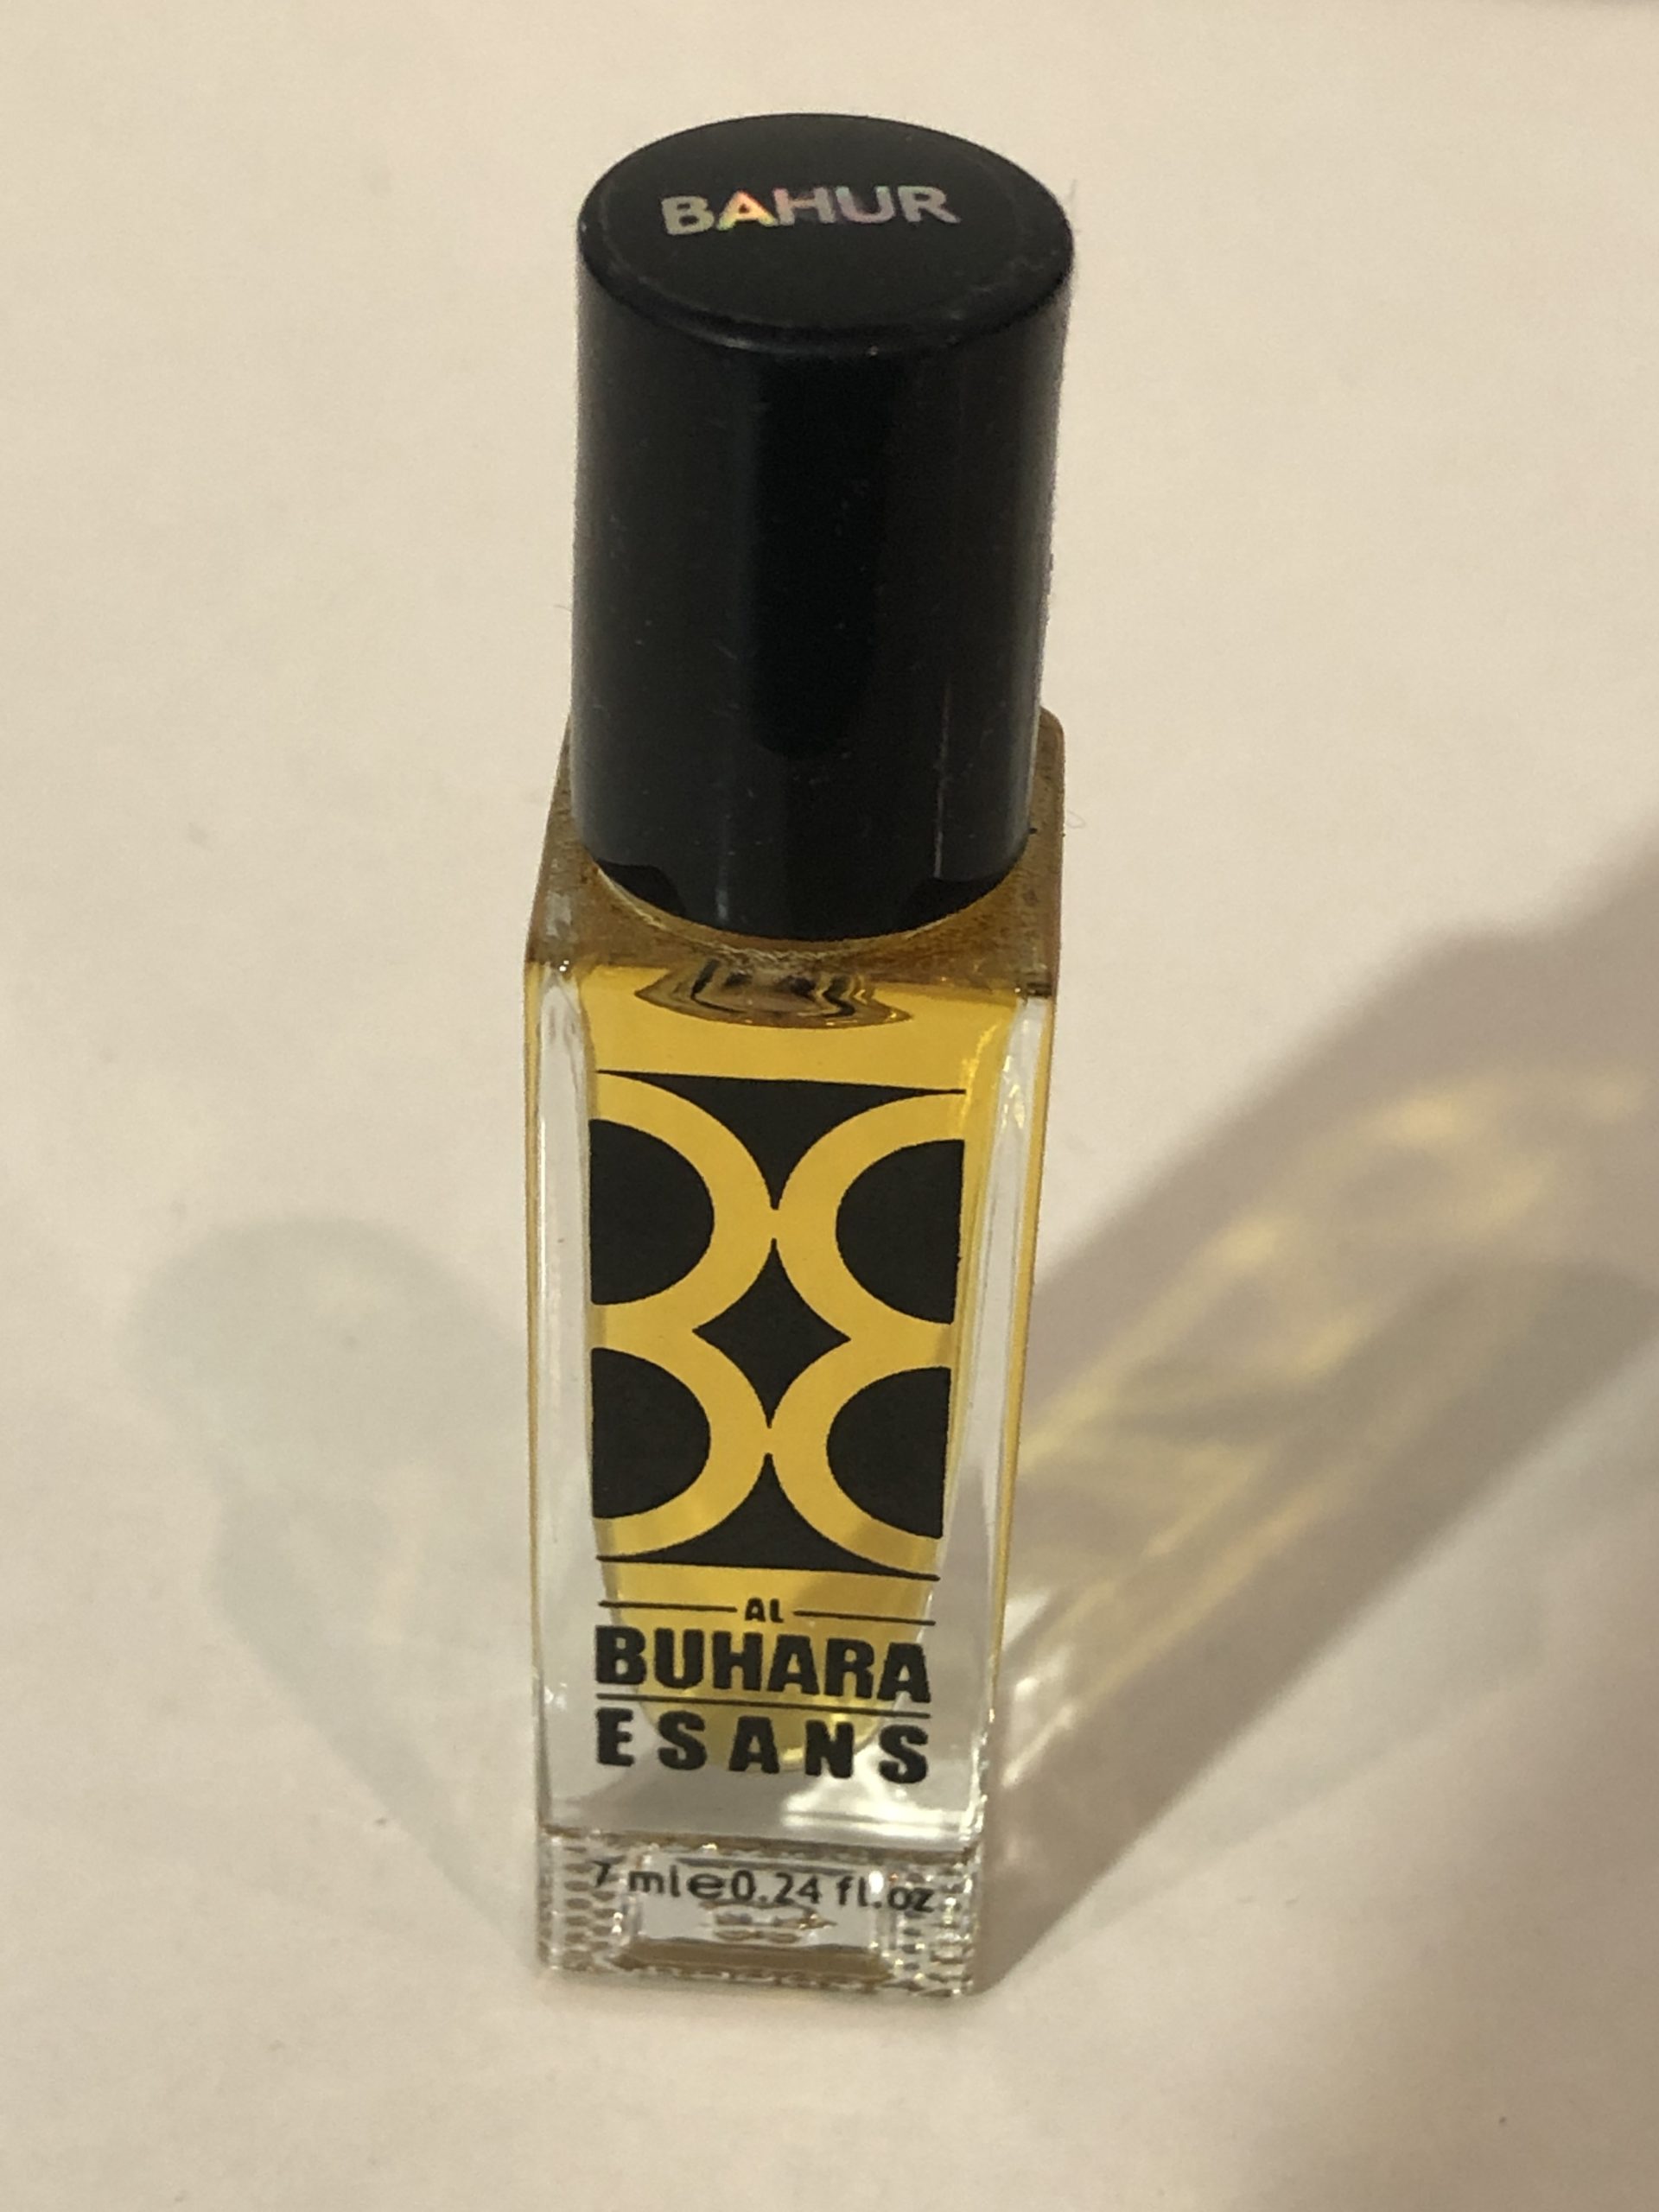 BAHUR
AL
BUHARA
ESANS
7 ml e 0.24 fl.oz